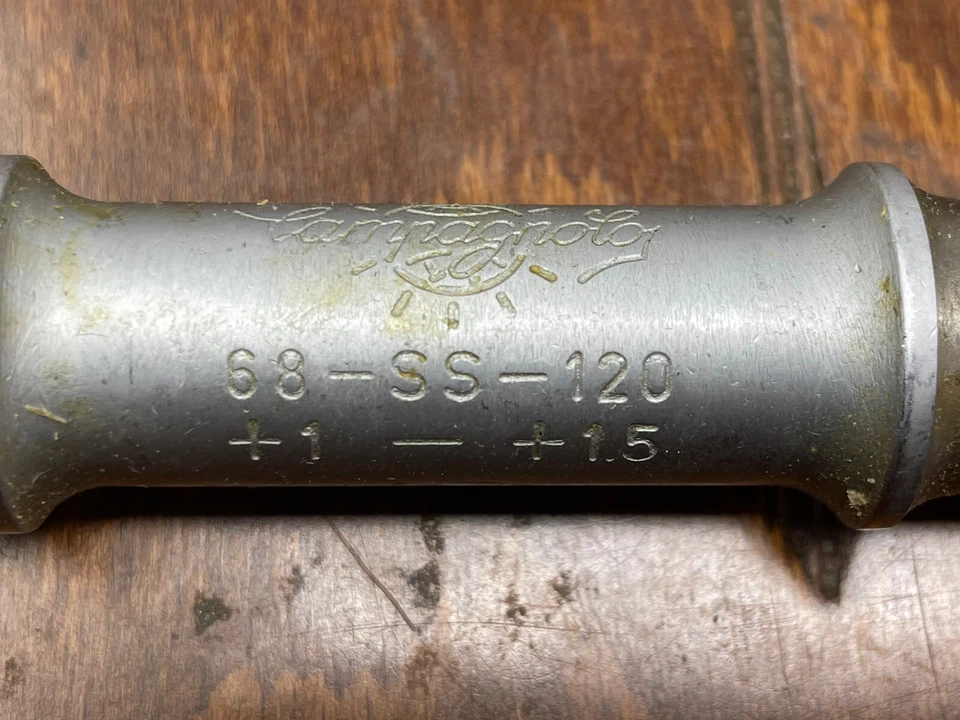 Campagnolo
68-SS-120
+1 — +1.5